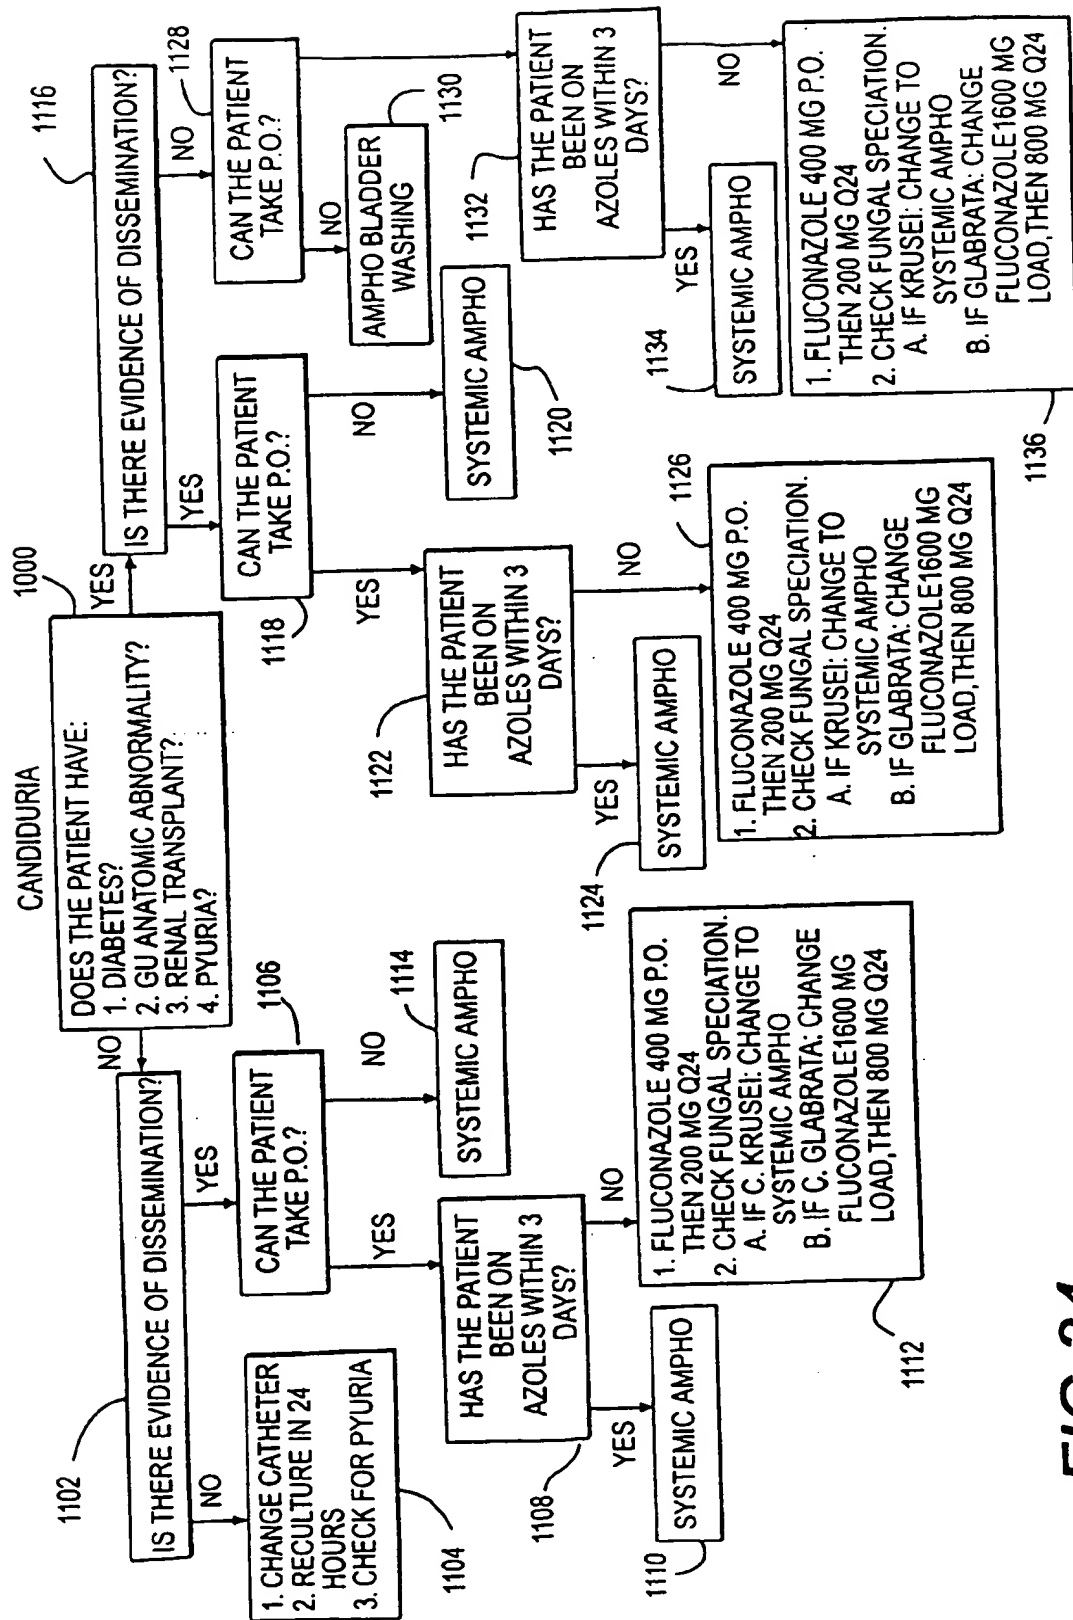 CANDIDURIA
1000
DOES THE PATIENT HAVE:
1. DIABETES?
2. GU ANATOMIC ABNORMALITY?
3. RENAL TRANSPLANT?
4. PYURIA?
NO
YES
1102
IS THERE EVIDENCE OF DISSEMINATION?
NO
YES
1. CHANGE CATHETER
2. RECULTURE IN 24
HOURS
3. CHECK FOR PYURIA
1104
1106
CAN THE PATIENT
TAKE P.O.?
YES
NO
SYSTEMIC AMPHO
1114
HAS THE PATIENT
BEEN ON
AZOLES WITHIN 3
DAYS?
1108
YES
NO
SYSTEMIC AMPHO
1110
1. FLUCONAZOLE 400 MG P.O.
THEN 200 MG Q24
2. CHECK FUNGAL SPECIATION.
A. IF C. KRUSEI: CHANGE TO
SYSTEMIC AMPHO
B. IF C. GLABRATA: CHANGE
FLUCONAZOLE1600 MG
LOAD,THEN 800 MG Q24
1112
1116
IS THERE EVIDENCE OF DISSEMINATION?
YES
NO
CAN THE PATIENT
TAKE P.O.?
1118
YES
NO
SYSTEMIC AMPHO
1120
HAS THE PATIENT
BEEN ON
AZOLES WITHIN 3
DAYS?
1122
YES
NO
SYSTEMIC AMPHO
1124
1126
1. FLUCONAZOLE 400 MG P.O.
THEN 200 MG Q24
2. CHECK FUNGAL SPECIATION.
A. IF KRUSEI: CHANGE TO
SYSTEMIC AMPHO
B. IF GLABRATA: CHANGE
FLUCONAZOLE1600 MG
LOAD,THEN 800 MG Q24
1128
CAN THE PATIENT
TAKE P.O.?
NO
AMPHO BLADDER
WASHING
1130
1132
HAS THE PATIENT
BEEN ON
AZOLES WITHIN 3
DAYS?
YES
NO
1134
SYSTEMIC AMPHO
1. FLUCONAZOLE 400 MG P.O.
THEN 200 MG Q24
2. CHECK FUNGAL SPECIATION.
A. IF KRUSEI: CHANGE TO
SYSTEMIC AMPHO
B. IF GLABRATA: CHANGE
FLUCONAZOLE1600 MG
LOAD,THEN 800 MG Q24
1136